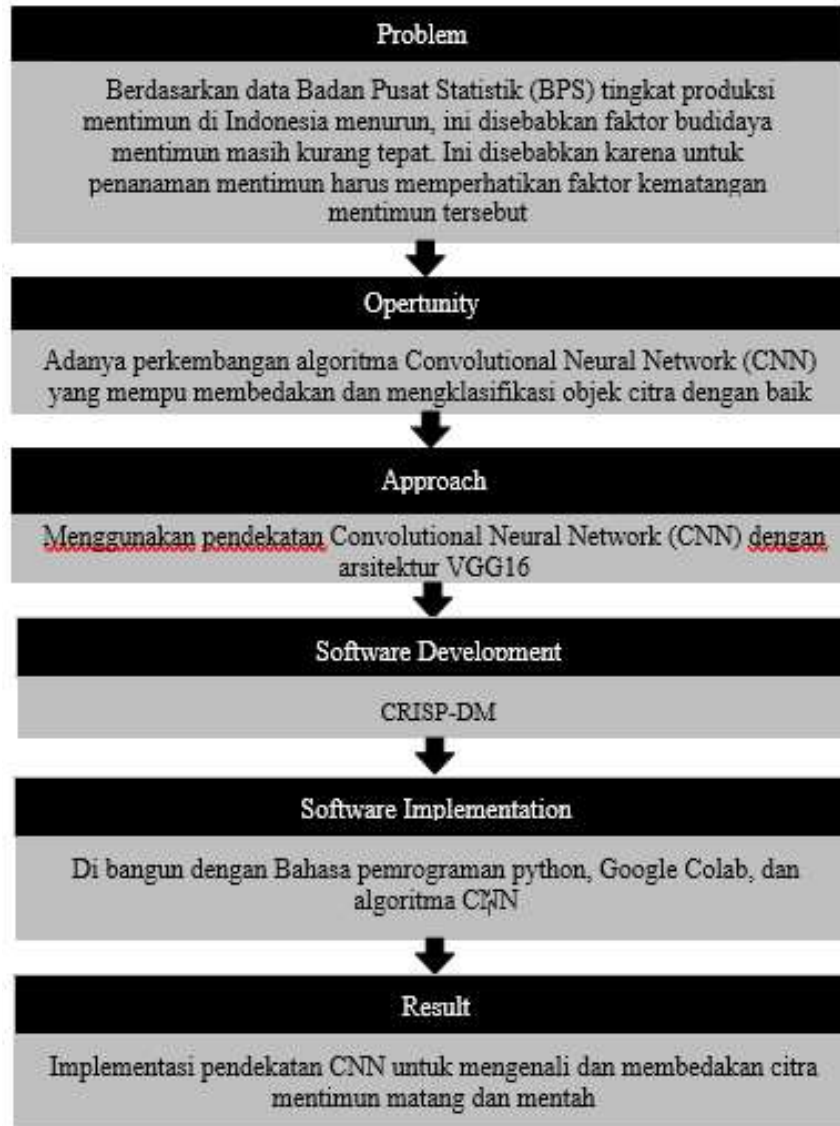 Problem
Berdasarkan data Badan Pusat Statistik (BPS) tingkat produksi
mentimun di Indonesia menurun, ini disebabkan faktor budidaya
mentimun masih kurang tepat. Ini disebabkan karena untuk
penanaman mentimun harus memperhatikan faktor kematangan
mentimun tersebut
Opertunity
Adanya perkembangan algoritma Convolutional Neural Network (CNN)
yang mempu membedakan dan mengklasifikasi objek citra dengan baik
Approach
Menggunakan pendekatan Convolutional Neural Network (CNN) dengan
arsitektur VGG16
Software Development
CRISP-DM
Software Implementation
Di bangun dengan Bahasa pemrograman python, Google Colab, dan
algoritma CNN
Result
Implementasi pendekatan CNN untuk mengenali dan membedakan citra
mentimun matang dan mentah